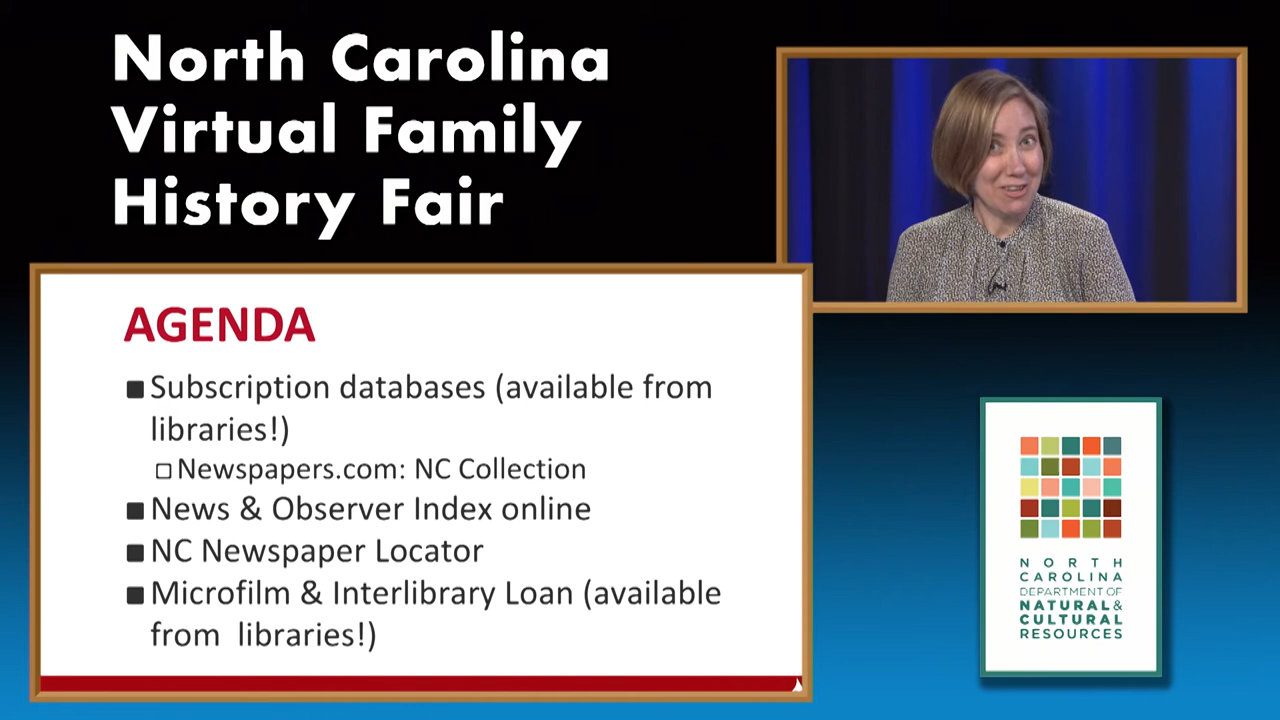 North Carolina
Virtual Family
History Fair
AGENDA
Subscription databases (available from
libraries!)
Newspapers.com: NC Collection
News & Observer Index online
NC Newspaper Locator
Microfilm & Interlibrary Loan (available
from libraries!)
NORTH
CAROLINA
DEPARTMENT OF
NATURAL &
CULTURAL
RESOURCES